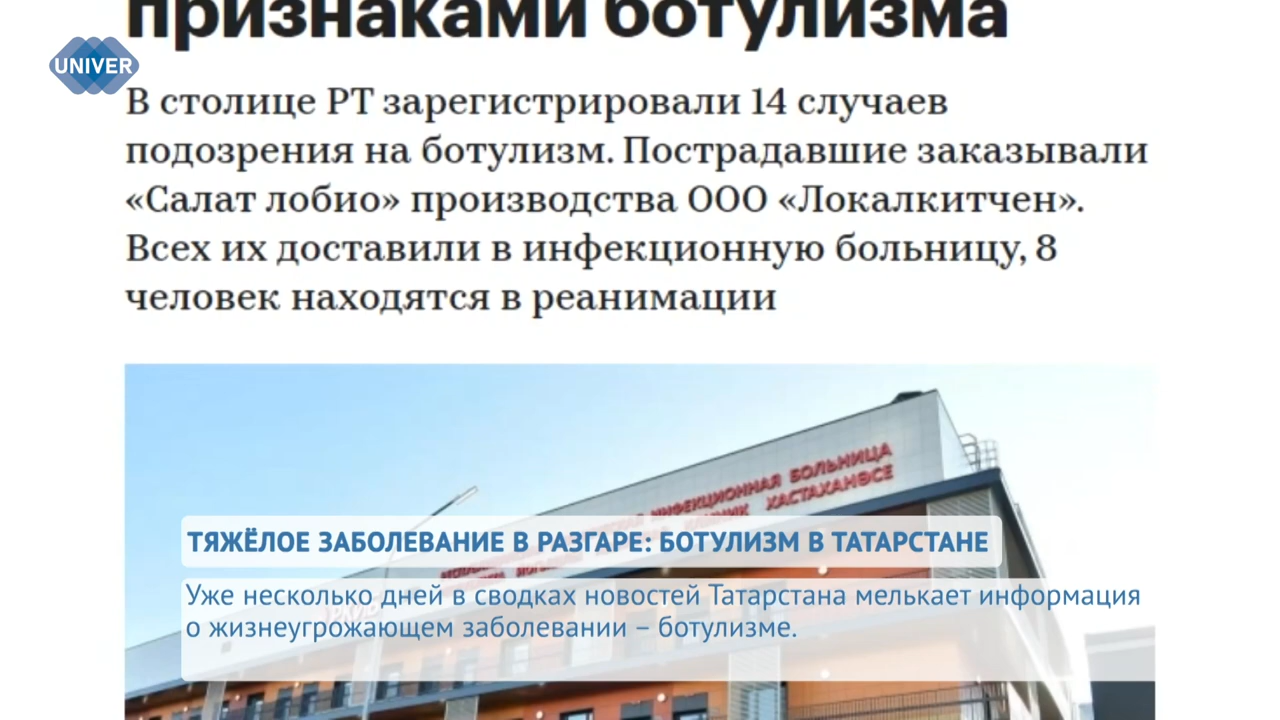 признаками ботулизма
UNIVER
В столице РТ зарегистрировали 14 случаев
подозрения на ботулизм. Пострадавшие заказывали
«Салат лобио» производства ООО «Локалкитчен».
Всех их доставили в инфекционную больницу, 8
человек находятся в реанимации
ИНФЕКЦИОННАЯ БОЛЬНИЦА
КЛИНИК ХАСТАХАНӘСЕ
ТЯЖЁЛОЕ ЗАБОЛЕВАНИЕ В РАЗГАРЕ: БОТУЛИЗМ В ТАТАРСТАНЕ
Уже несколько дней в сводках новостей Татарстана мелькает информация
о жизнеугрожающем заболевании – ботулизме.